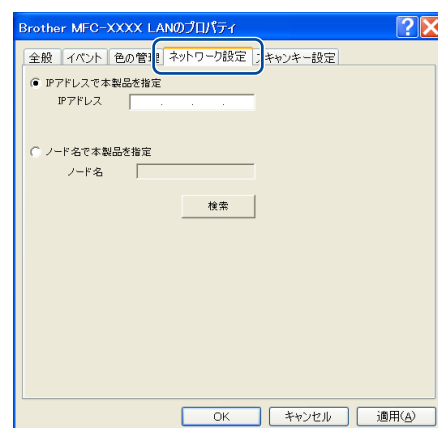 Brother MFC-XXXX LANのプロパティ
全般 イベント 色の管理 ネットワーク設定 スキャンキー設定
IPアドレスで本製品を指定
IPアドレス . . .
ノード名で本製品を指定
ノード名
検索
OK キャンセル 適用(A)